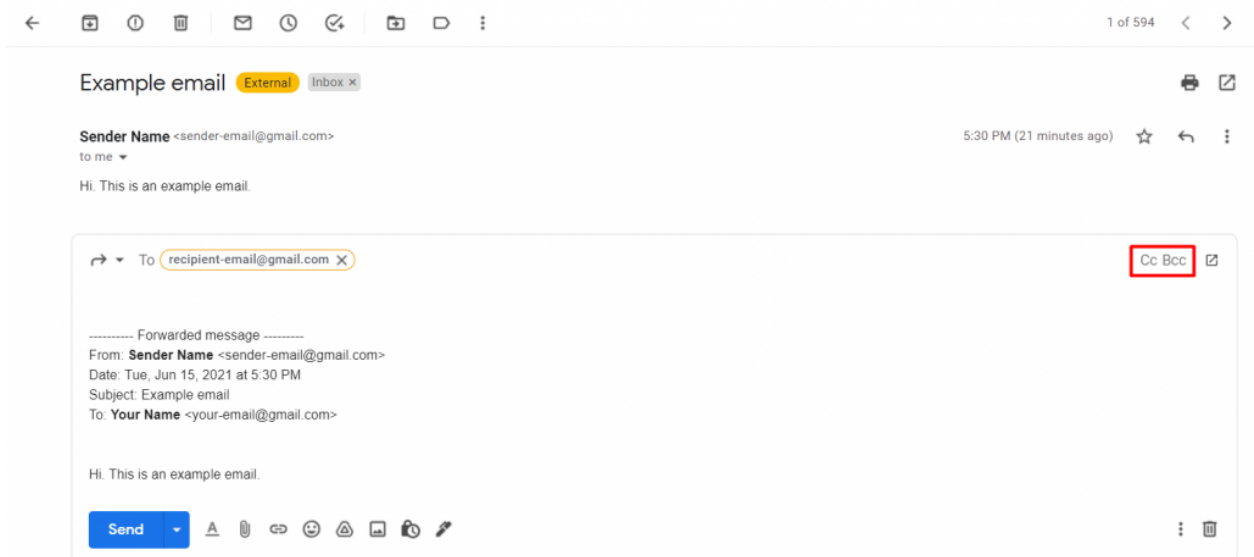 1 of 594
Example email External Inbox ×
Sender Name <sender-email@gmail.com> 5:30 PM (21 minutes ago)
to me
Hi. This is an example email.
To recipient-email@gmail.com Cc Bcc
---------- Forwarded message ---------
From: Sender Name <sender-email@gmail.com>
Date: Tue, Jun 15, 2021 at 5:30 PM
Subject: Example email
To: Your Name <your-email@gmail.com>
Hi. This is an example email.
Send